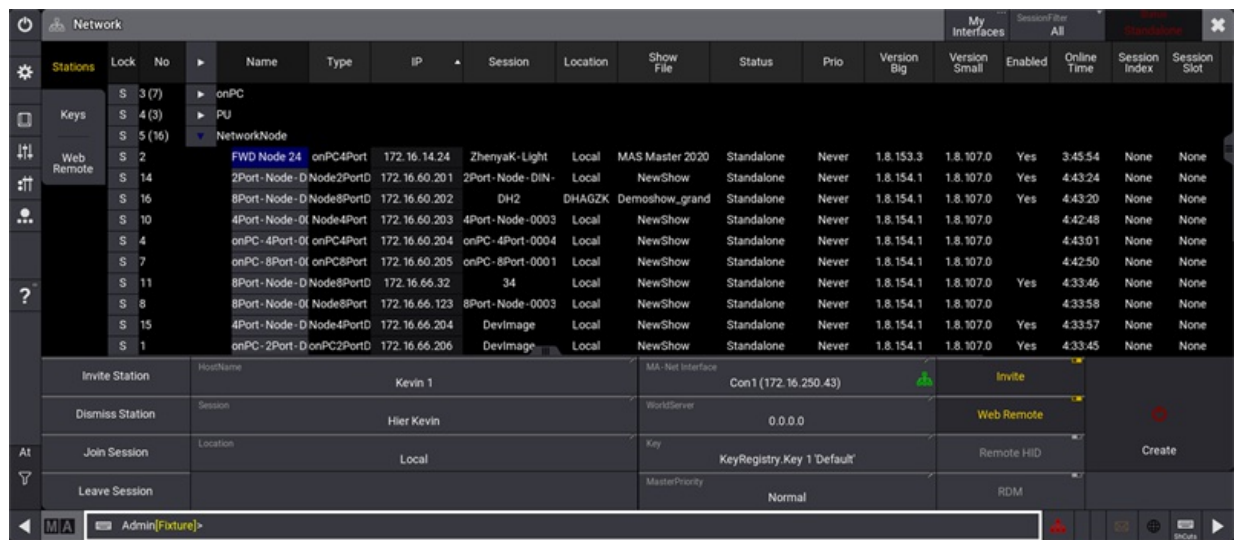 Network
My Interfaces
SessionFilter
All
Standalone
Stations Lock No Name Type IP Session Location Show File Status Prio Version Big Version Small Enabled Online Time Session Index Session Slot
Keys
Web Remote
S 3 (7) onPC
S 4 (3) PU
S 5 (16) NetworkNode
S 2 FWD Node 24 onPC4Port 172.16.14.24 ZhenyaK-Light Local MAS Master 2020 Standalone Never 1.8.153.3 1.8.107.0 Yes 3:45:54 None None
S 14 2Port-Node-D Node2PortD 172.16.60.201 2Port-Node-DIN- Local NewShow Standalone Never 1.8.154.1 1.8.107.0 Yes 4:43:24 None None
S 16 8Port-Node-D Node8PortD 172.16.60.202 DH2 DHAGZK Demoshow_grand Standalone Never 1.8.154.1 1.8.107.0 Yes 4:43:20 None None
S 10 4Port-Node-00 Node4Port 172.16.60.203 4Port-Node-0003 Local NewShow Standalone Never 1.8.154.1 1.8.107.0 4:42:48 None None
S 4 onPC-4Port-00 onPC4Port 172.16.60.204 onPC-4Port-0004 Local NewShow Standalone Never 1.8.154.1 1.8.107.0 4:43:01 None None
S 7 onPC-8Port-00 onPC8Port 172.16.60.205 onPC-8Port-0001 Local NewShow Standalone Never 1.8.154.1 1.8.107.0 4:42:50 None None
S 11 8Port-Node-D Node8PortD 172.16.66.32 34 Local NewShow Standalone Never 1.8.154.1 1.8.107.0 Yes 4:33:46 None None
S 8 8Port-Node-00 Node8Port 172.16.66.123 8Port-Node-0003 Local NewShow Standalone Never 1.8.154.1 1.8.107.0 4:33:58 None None
S 15 4Port-Node-D Node4PortD 172.16.66.204 DevImage Local NewShow Standalone Never 1.8.154.1 1.8.107.0 Yes 4:33:57 None None
S 1 onPC-2Port-D onPC2PortD 172.16.66.206 DevImage Local NewShow Standalone Never 1.8.154.1 1.8.107.0 Yes 4:33:45 None None
Invite Station
HostName
Kevin 1
MA-Net Interface
Con1 (172.16.250.43)
Invite
Dismiss Station
Session
Hier Kevin
WorldServer
0.0.0.0
Web Remote
At
Join Session
Location
Local
Key
KeyRegistry.Key 1 'Default'
Remote HID
Create
Leave Session
MasterPriority
Normal
RDM
MA Admin[Fixture]>
ShCuts